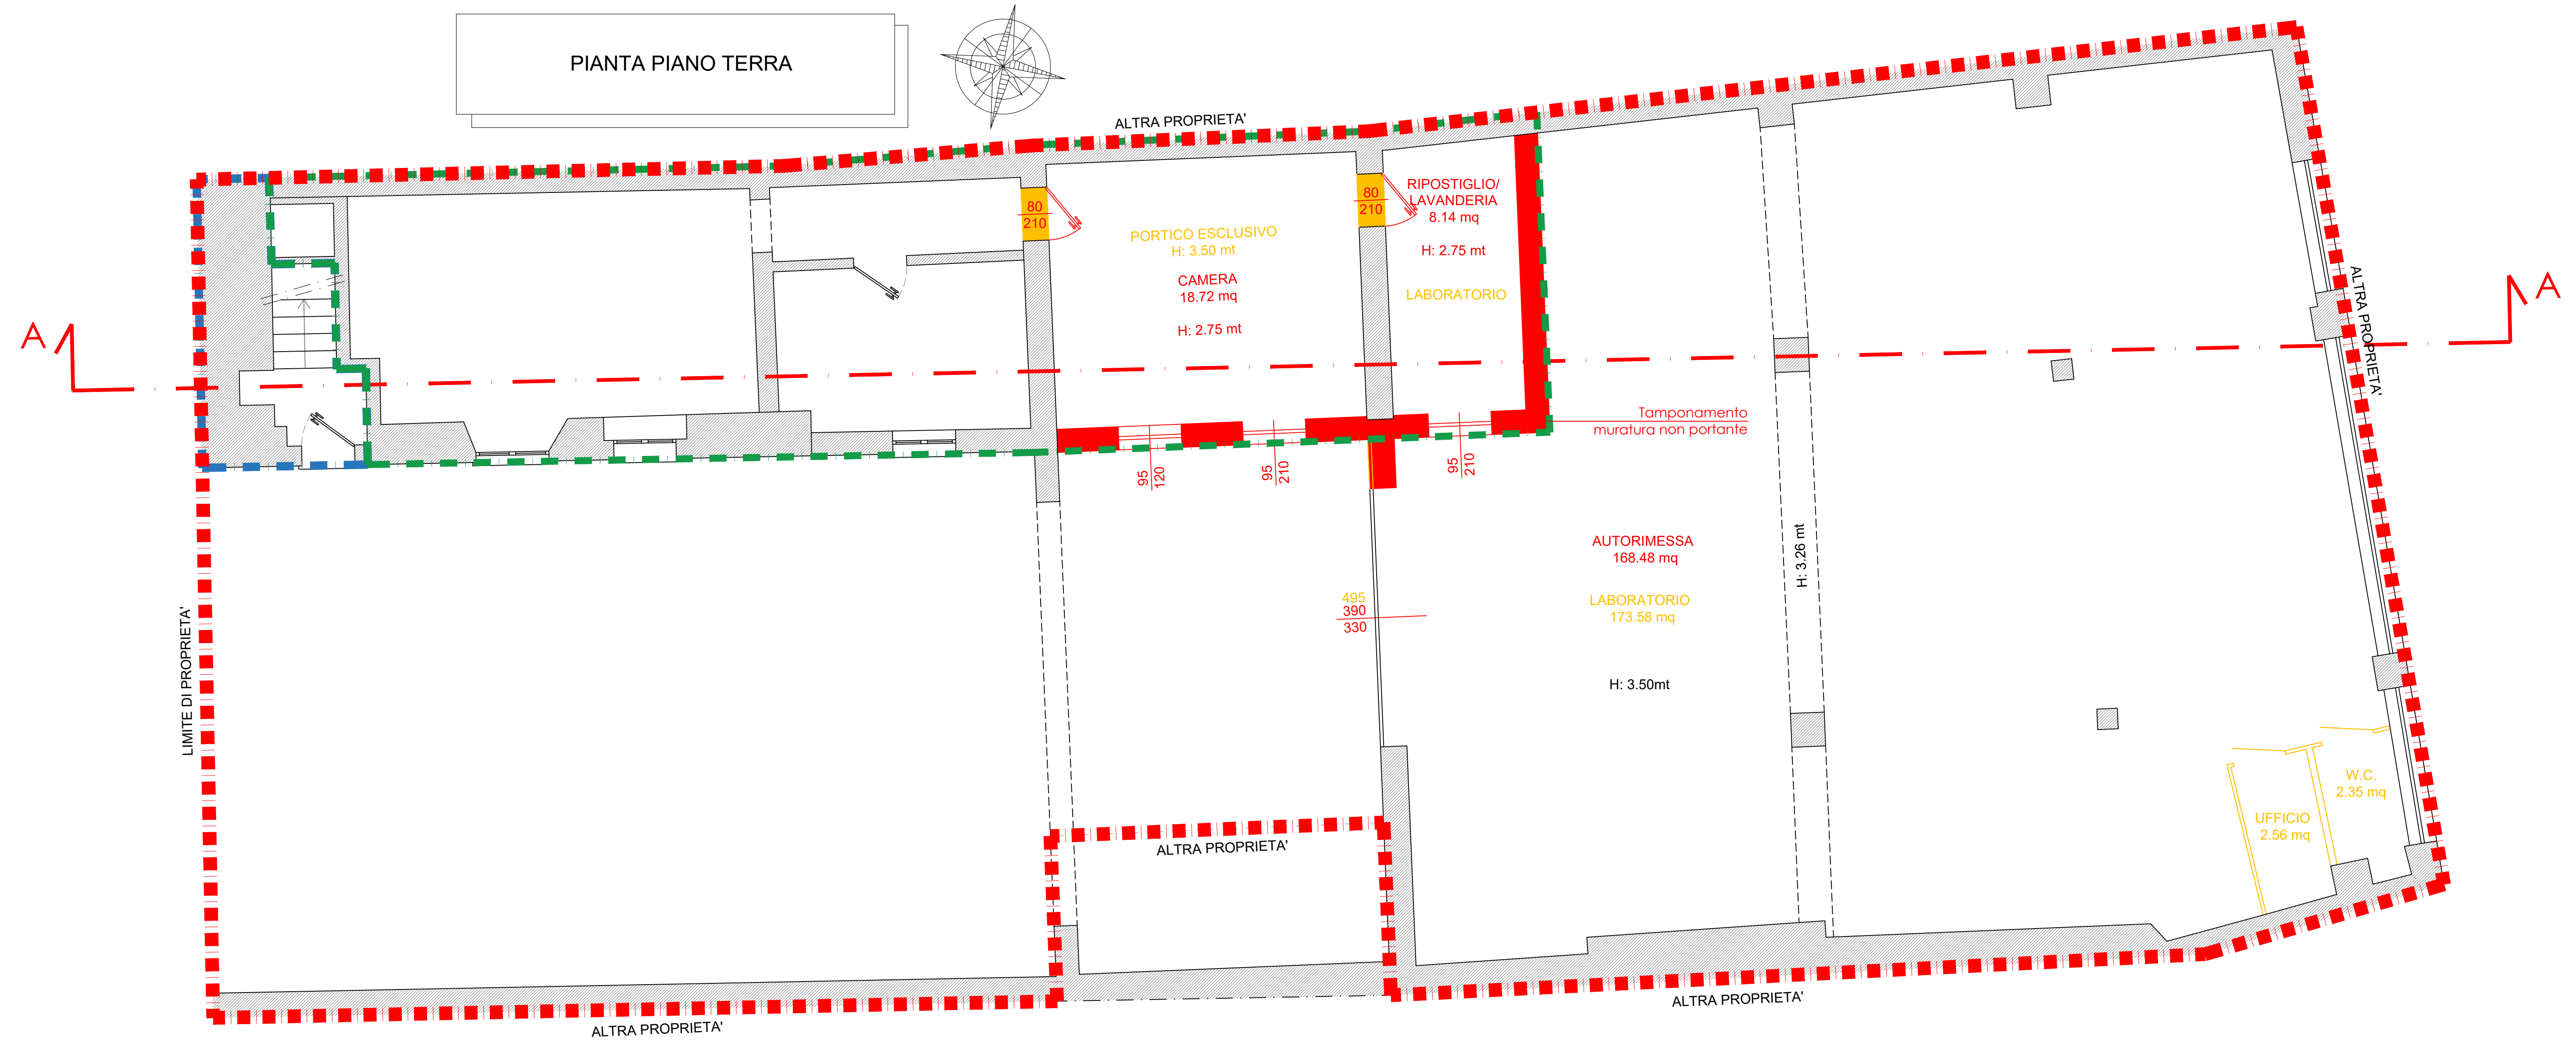 PIANTA PIANO TERRA
ALTRA PROPRIETA'
80
210
PORTICO ESCLUSIVO
H: 3.50 mt
CAMERA
18.72 mq
H: 2.75 mt
80
210
RIPOSTIGLIO/
LAVANDERIA
8.14 mq
H: 2.75 mt
LABORATORIO
A
A
ALTRA PROPRIETA'
Tamponamento
muratura non portante
95
120
95
210
95
210
AUTORIMESSA
168.48 mq
LABORATORIO
173.58 mq
H: 3.50mt
H: 3.26 mt
495
390
330
LIMITE DI PROPRIETA'
W.C.
2.35 mq
UFFICIO
2.56 mq
ALTRA PROPRIETA'
ALTRA PROPRIETA'
ALTRA PROPRIETA'